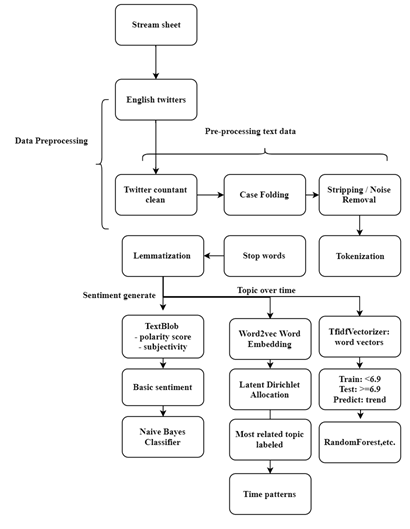 Stream sheet
English twitters
Data Preprocessing
Pre-processing text data
Twitter countant
clean
Case Folding
Stripping / Noise
Removal
Lemmatization
Stop words
Tokenization
Sentiment generate
Topic over time
TextBlob
- polarity score
- subjectivity
Word2vec Word
Embedding
TfidfVectorizer:
word vectors
Basic sentiment
Latent Dirichlet
Allocation
Train: <6.9
Test: >=6.9
Predict: trend
Naive Bayes
Classifier
Most related topic
labeled
RandomForest,etc.
Time patterns